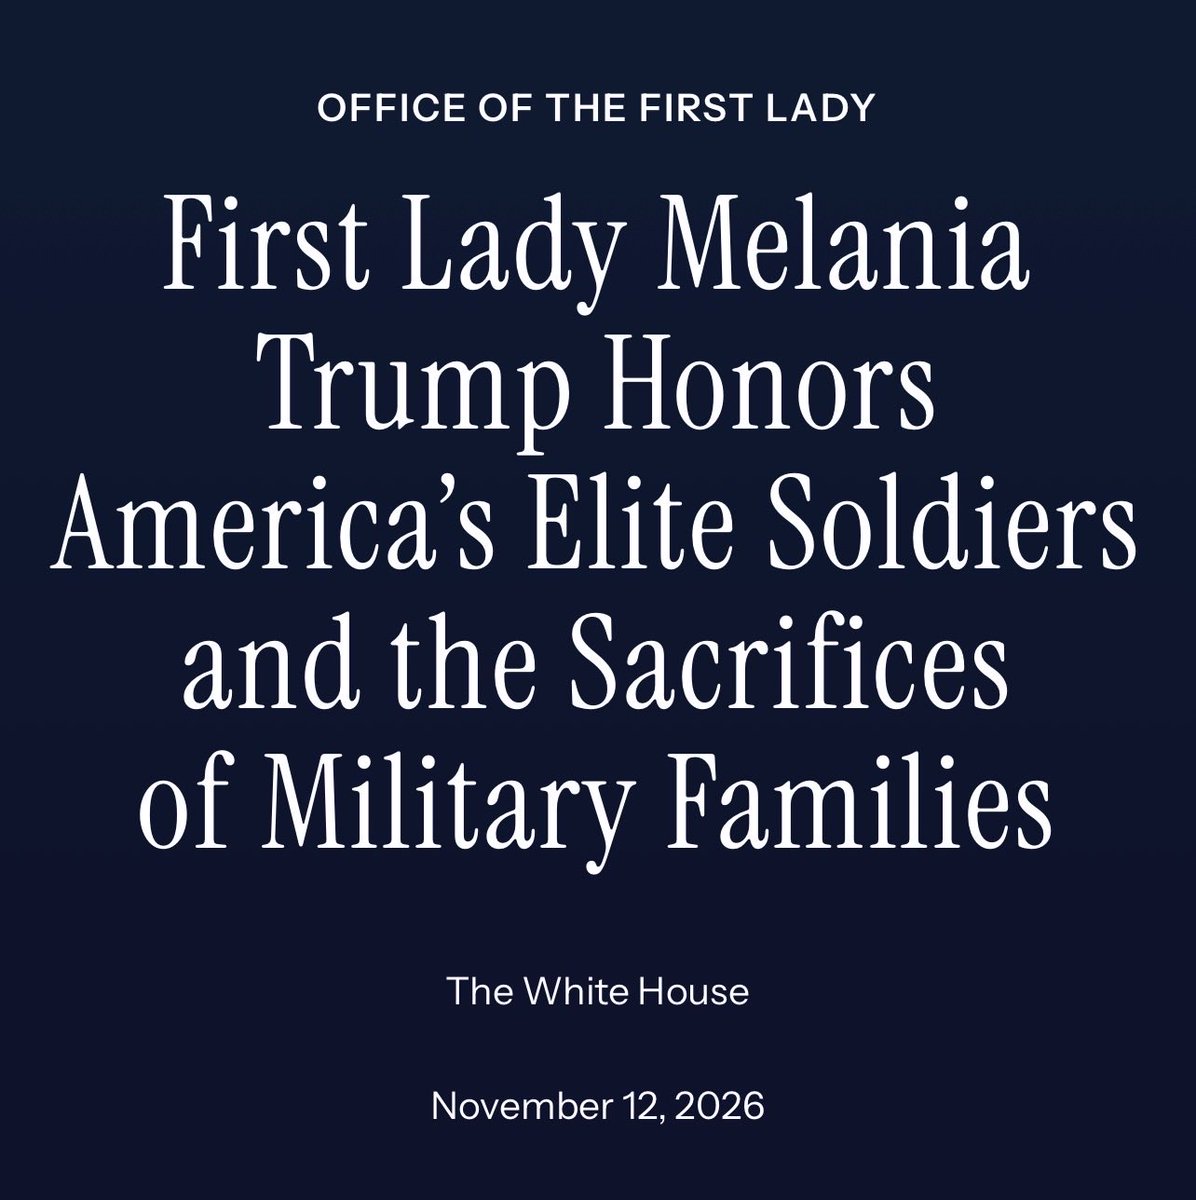 OFFICE OF THE FIRST LADY
First Lady Melania
Trump Honors
America’s Elite Soldiers
and the Sacrifices
of Military Families
The White House
November 12, 2026